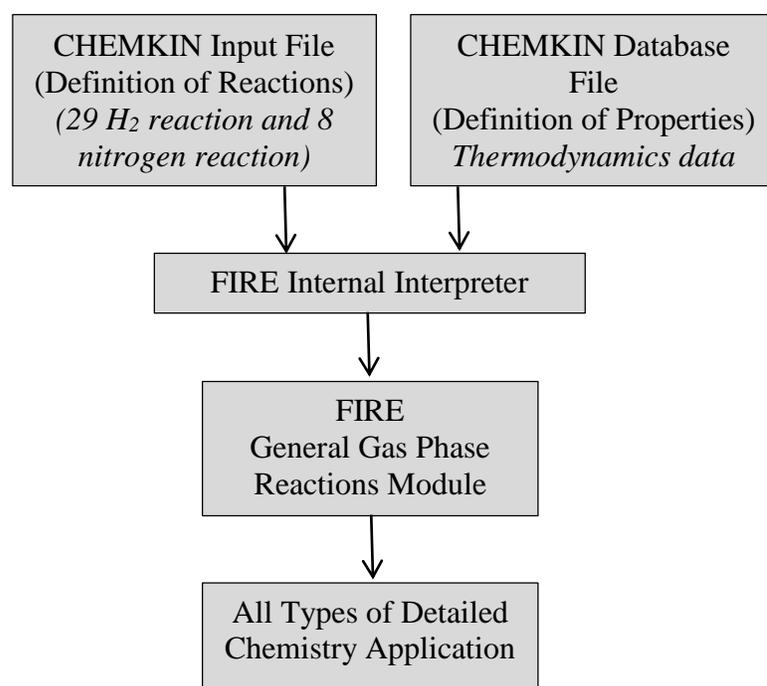 CHEMKIN Input File
(Definition of Reactions)
(29 H₂ reaction and 8
nitrogen reaction)
CHEMKIN Database
File
(Definition of Properties)
Thermodynamics data
FIRE Internal Interpreter
FIRE
General Gas Phase
Reactions Module
All Types of Detailed
Chemistry Application